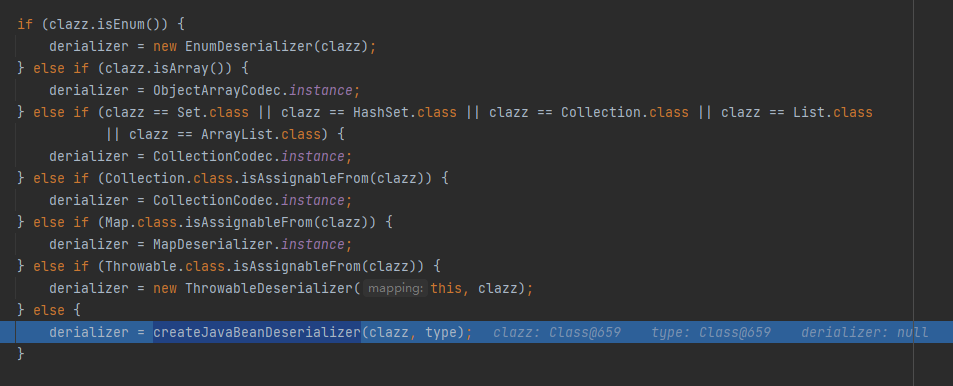 if (clazz.isEnum()) {
    derializer = new EnumDeserializer(clazz);
} else if (clazz.isArray()) {
    derializer = ObjectArrayCodec.instance;
} else if (clazz == Set.class || clazz == HashSet.class || clazz == Collection.class || clazz == List.class
           || clazz == ArrayList.class) {
    derializer = CollectionCodec.instance;
} else if (Collection.class.isAssignableFrom(clazz)) {
    derializer = CollectionCodec.instance;
} else if (Map.class.isAssignableFrom(clazz)) {
    derializer = MapDeserializer.instance;
} else if (Throwable.class.isAssignableFrom(clazz)) {
    derializer = new ThrowableDeserializer( mapping: this, clazz);
} else {
    derializer = createJavaBeanDeserializer(clazz, type);   clazz: Class@659    type: Class@659    derializer: null
}